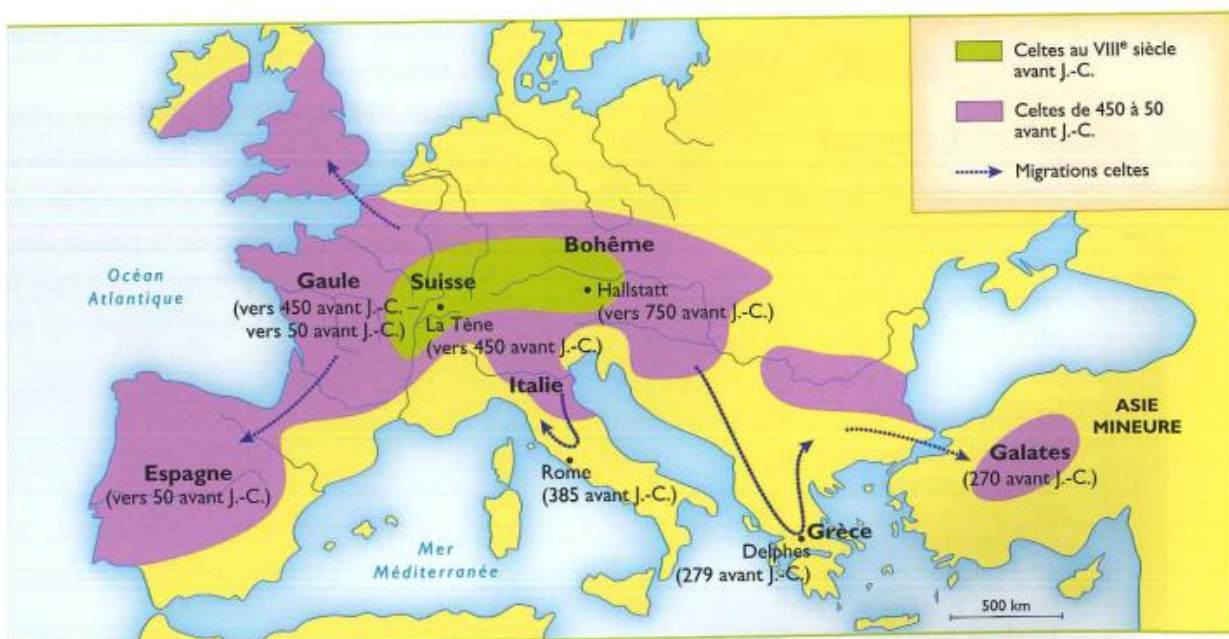 Celtes au VIIIe siècle
avant J.-C.
Celtes de 450 à 50
avant J.-C.
Migrations celtes
Bohême
Océan
Atlantique
Gaule
(vers 450 avant J.-C. –
vers 50 avant J.-C.)
Suisse
Hallstatt
(vers 750 avant J.-C.)
La Tène
(vers 450 avant J.-C.)
Italie
ASIE
MINEURE
Galates
(270 avant J.-C.)
Espagne
(vers 50 avant J.-C.)
Rome
(385 avant J.-C.)
Grèce
Delphes
(279 avant J.-C.)
Mer
Méditerranée
500 km